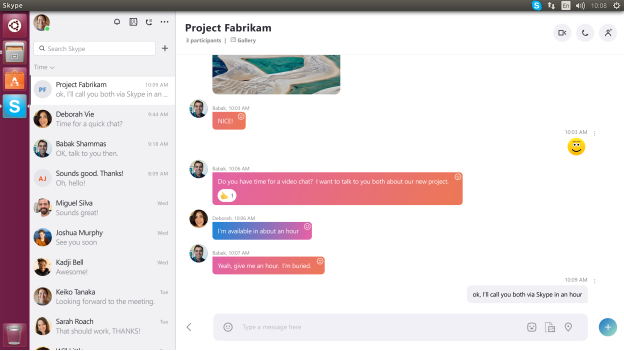 Skype
En
10:08
Search Skype
Time
PF
Project Fabrikam
10:09 AM
ok, I'll call you both via Skype in an ...
Deborah Vie
9:44 AM
Time for a quick chat?
Babak Shammas
9:18 AM
OK, talk to you then.
AJ
Sounds good. Thanks!
8:09 AM
Oh, hello!
Miguel Silva
Wed
Sounds great!
Joshua Murphy
Wed
See you soon
Kadji Bell
Wed
Awesome!
Keiko Tanaka
Tue
Looking forward to the meeting.
Sarah Roach
Tue
That should work, THANKS!
Project Fabrikam
3 participants | Gallery
Babak, 10:03 AM
NICE!
10:03 AM
Babak, 10:06 AM
Do you have time for a video chat? I want to talk to you both about our new project.
1
Deborah, 10:06 AM
I'm available in about an hour
Babak, 10:07 AM
Yeah, give me an hour. I'm buried.
10:09 AM
ok, I'll call you both via Skype in an hour
Type a message here